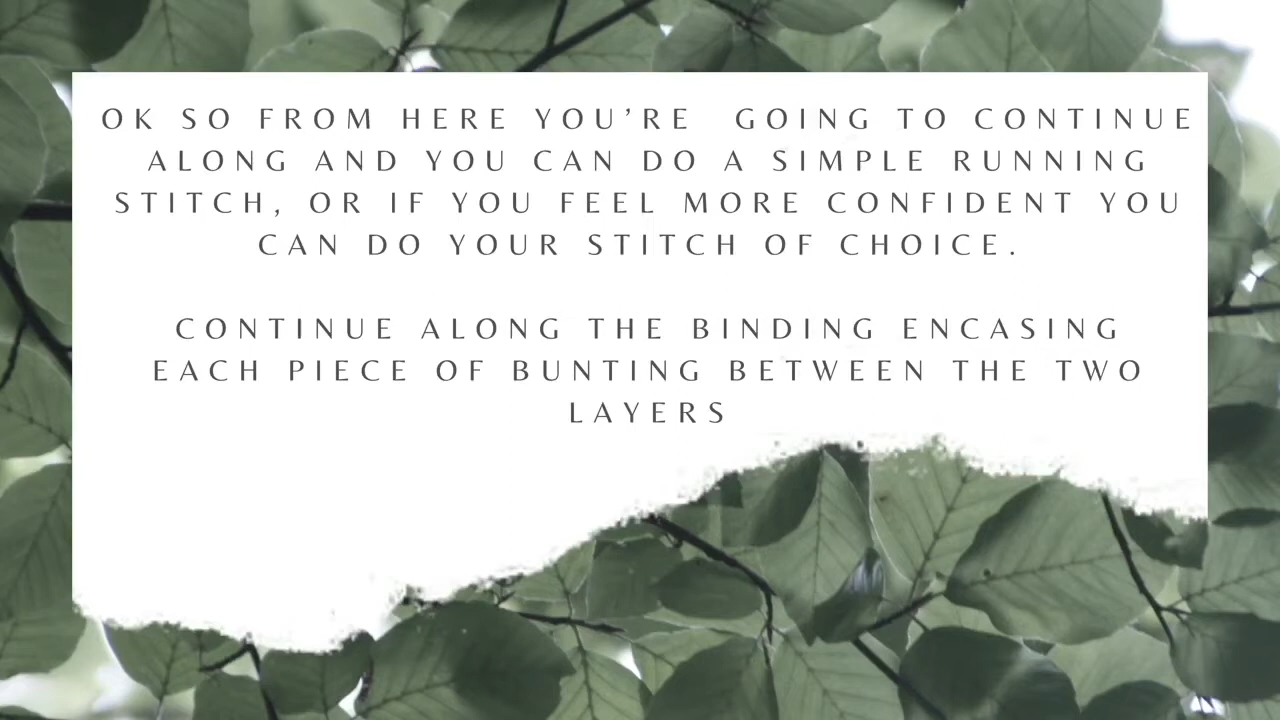 OK SO FROM HERE YOU'RE GOING TO CONTINUE
ALONG AND YOU CAN DO A SIMPLE RUNNING
STITCH, OR IF YOU FEEL MORE CONFIDENT YOU
CAN DO YOUR STITCH OF CHOICE.
CONTINUE ALONG THE BINDING ENCASING
EACH PIECE OF BUNTING BETWEEN THE TWO
LAYERS